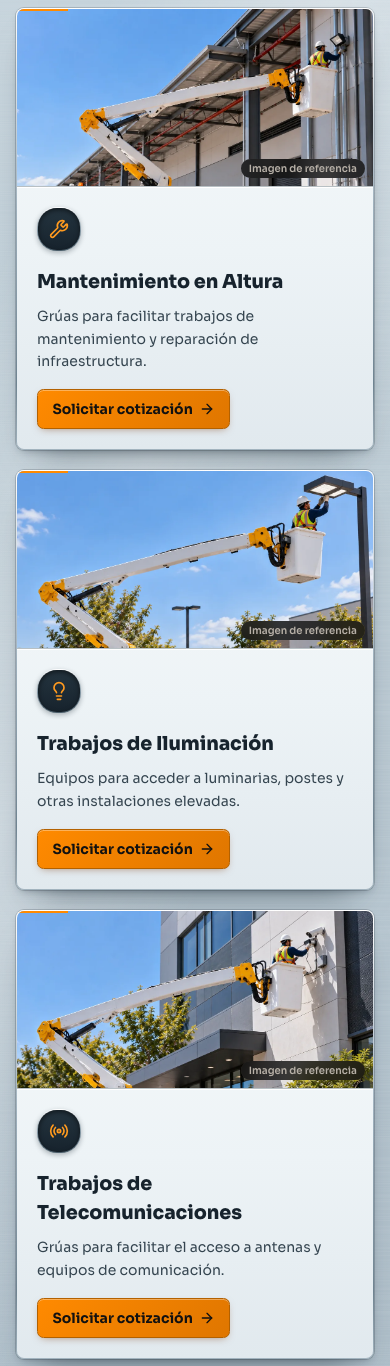 Imagen de referencia
Mantenimiento en Altura
Grúas para facilitar trabajos de
mantenimiento y reparación de
infraestructura.
Solicitar cotización →
Imagen de referencia
Trabajos de Iluminación
Equipos para acceder a luminarias, postes y
otras instalaciones elevadas.
Solicitar cotización →
Imagen de referencia
Trabajos de
Telecomunicaciones
Grúas para facilitar el acceso a antenas y
equipos de comunicación.
Solicitar cotización →